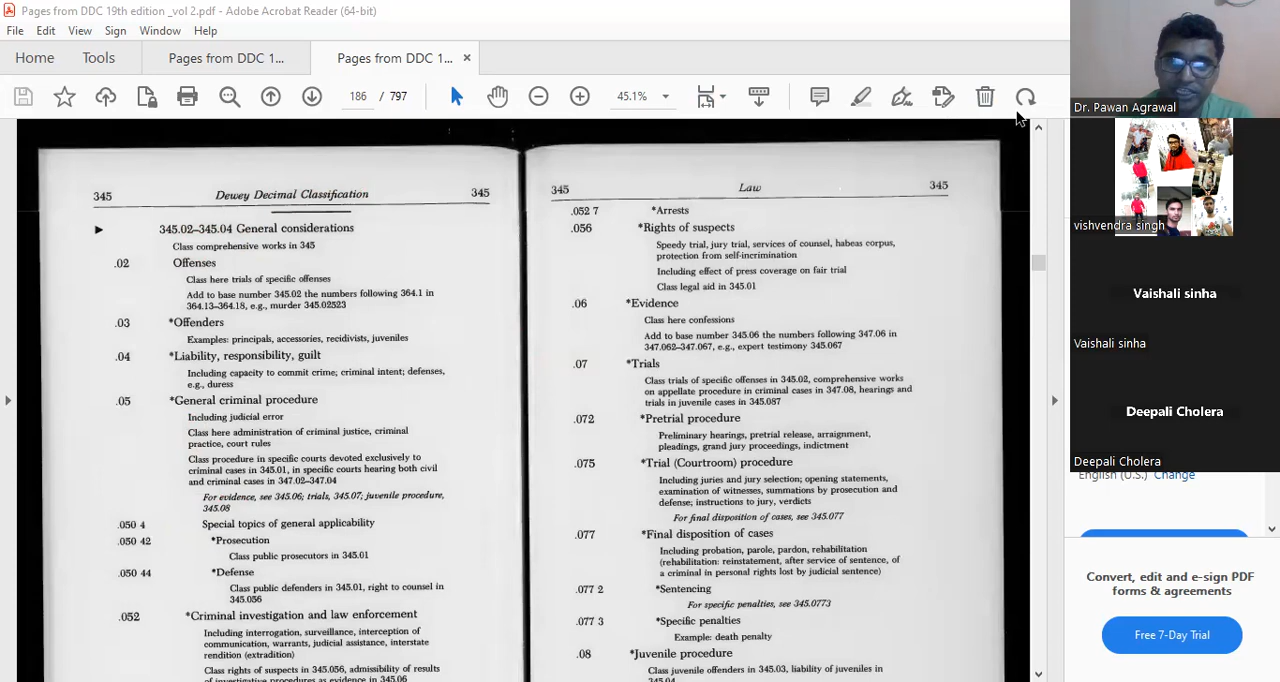 Pages from DDC 19th edition _vol 2.pdf - Adobe Acrobat Reader (64-bit)
File Edit View Sign Window Help
Home Tools Pages from DDC 1... Pages from DDC 1... ×
186 / 797 45.1%
345 Dewey Decimal Classification 345
345.02–345.04 General considerations
Class comprehensive works in 345
.02 Offenses
Class here trials of specific offenses
Add to base number 345.02 the numbers following 364.1 in
364.13–364.18, e.g., murder 345.02523
.03 *Offenders
Examples: principals, accessories, recidivists, juveniles
.04 *Liability, responsibility, guilt
Including capacity to commit crime; criminal intent; defenses,
e.g., duress
.05 *General criminal procedure
Including judicial error
Class here administration of criminal justice, criminal
practice, court rules
Class procedure in specific courts devoted exclusively to
criminal cases in 345.01, in specific courts hearing both civil
and criminal cases in 347.02–347.04
For evidence, see 345.06; trials, 345.07; juvenile procedure,
345.08
.050 4 Special topics of general applicability
.050 42 *Prosecution
Class public prosecutors in 345.01
.050 44 *Defense
Class public defenders in 345.01, right to counsel in
345.056
.052 *Criminal investigation and law enforcement
Including interrogation, surveillance, interception of
communication, warrants, judicial assistance, interstate
rendition (extradition)
Class rights of suspects in 345.056, admissibility of results
of investigative procedures as evidence in 345.06
345 Law 345
.052 7 *Arrests
.056 *Rights of suspects
Speedy trial, jury trial, services of counsel, habeas corpus,
protection from self-incrimination
Including effect of press coverage on fair trial
Class legal aid in 345.01
.06 *Evidence
Class here confessions
Add to base number 345.06 the numbers following 347.06 in
347.062–347.067, e.g., expert testimony 345.067
.07 *Trials
Class trials of specific offenses in 345.02, comprehensive works
on appellate procedure in criminal cases in 347.08, hearings and
trials in juvenile cases in 345.087
.072 *Pretrial procedure
Preliminary hearings, pretrial release, arraignment,
pleadings, grand jury proceedings, indictment
.075 *Trial (Courtroom) procedure
Including juries and jury selection; opening statements,
examination of witnesses, summations by prosecution and
defense; instructions to jury, verdicts
For final disposition of cases, see 345.077
.077 *Final disposition of cases
Including probation, parole, pardon, rehabilitation
(rehabilitation: reinstatement, after service of sentence, of
a criminal in personal rights lost by judicial sentence)
.077 2 *Sentencing
For specific penalties, see 345.0773
.077 3 *Specific penalties
Example: death penalty
.08 *Juvenile procedure
Class juvenile offenders in 345.03, liability of juveniles in
345.04
Dr. Pawan Agrawal
vishvendra singh
Vaishali sinha
Vaishali sinha
Deepali Cholera
Deepali Cholera
English (U.S.) Change
Convert, edit and e-sign PDF
forms & agreements
Free 7-Day Trial